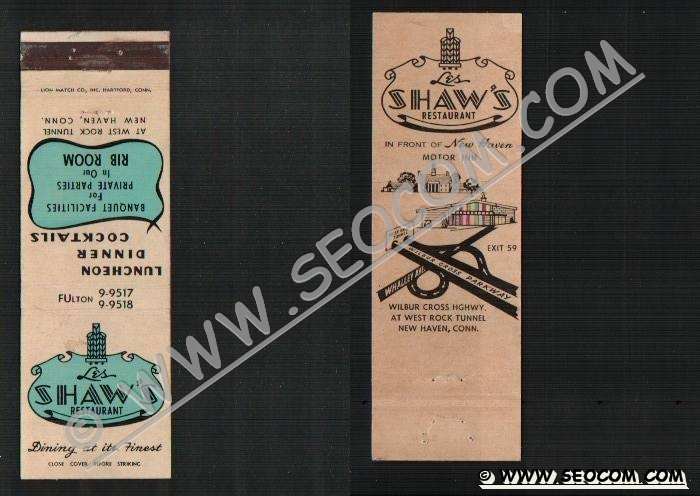 LION MATCH CO., INC. HARTFORD, CONN.
AT WEST ROCK TUNNEL
NEW HAVEN, CONN.
BANQUET FACILITIES
For
PRIVATE PARTIES
In Our
RIB ROOM
LUNCHEON
DINNER
COCKTAILS
FULTON 9-9517
9-9518
Les
SHAW'S
RESTAURANT
Dining at its Finest
CLOSE COVER BEFORE STRIKING
Les
SHAW'S
RESTAURANT
IN FRONT OF New Haven
MOTOR INN
EXIT 59
WILBUR CROSS PARKWAY
WHALLEY AVE.
WILBUR CROSS HGHWY.
AT WEST ROCK TUNNEL
NEW HAVEN, CONN.
© WWW.SEOCOM.COM
© WWW.SEOCOM.COM